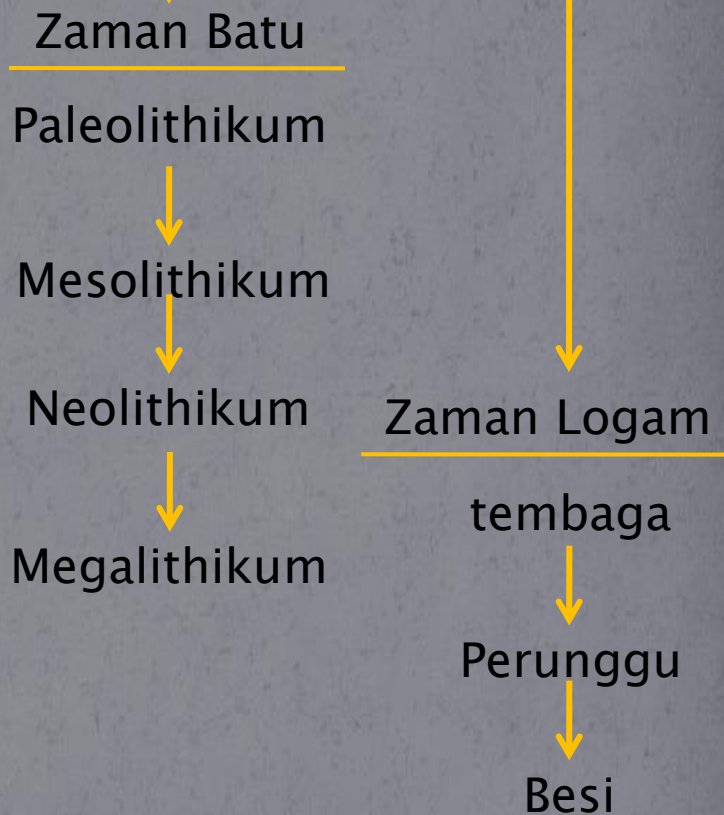 Zaman Batu
Paleolithikum
Mesolithikum
Neolithikum
Megalithikum
Zaman Logam
tembaga
Perunggu
Besi